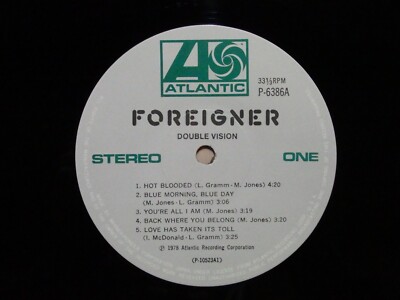 ATLANTIC
33⅓RPM
P-6386A
FOREIGNER
DOUBLE VISION
STEREO ONE
1. HOT BLOODED (L. Gramm - M. Jones) 4:20
2. BLUE MORNING, BLUE DAY
(M. Jones - L. Gramm) 3:06
3. YOU'RE ALL I AM (M. Jones) 3:19
4. BACK WHERE YOU BELONG (M. Jones) 3:20
5. LOVE HAS TAKEN ITS TOLL
(I. McDonald - L. Gramm) 3:25
℗ 1978 Atlantic Recording Corporation
(P-10523A1)